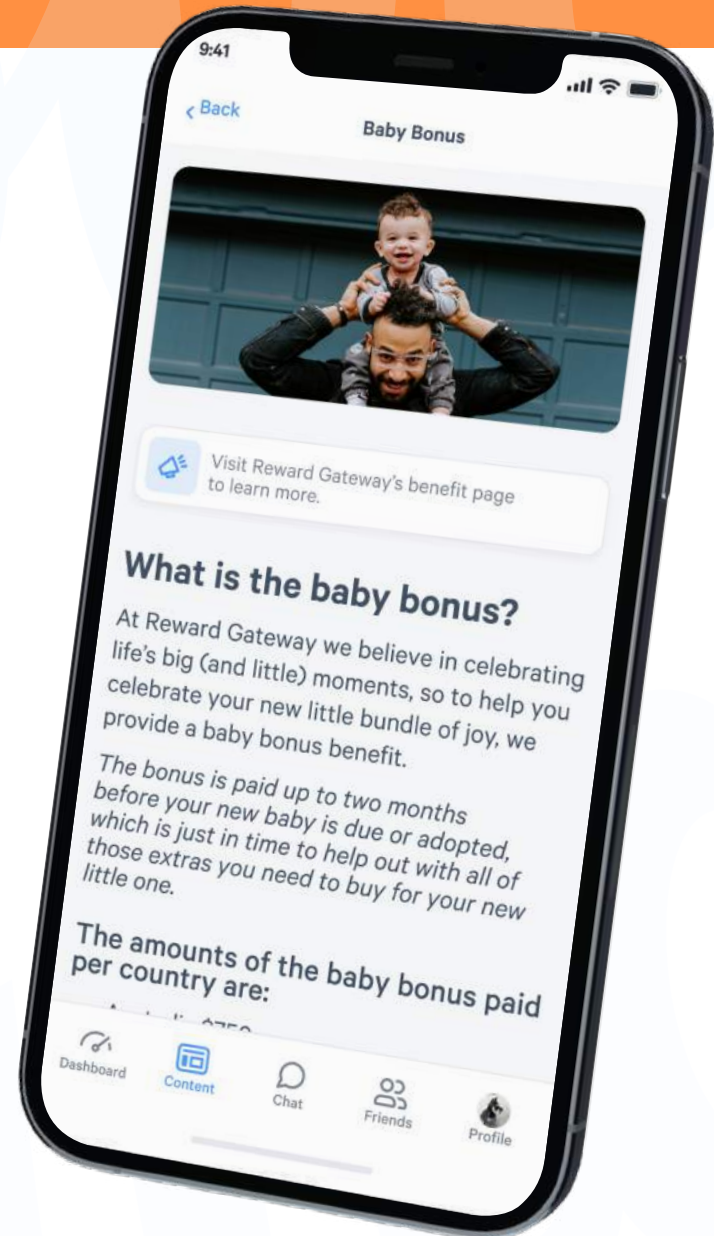 9:41
Back
Baby Bonus
Visit Reward Gateway's benefit page
to learn more.
What is the baby bonus?
At Reward Gateway we believe in celebrating
life's big (and little) moments, so to help you
celebrate your new little bundle of joy, we
provide a baby bonus benefit.
The bonus is paid up to two months
before your new baby is due or adopted,
which is just in time to help out with all of
those extras you need to buy for your new
little one.
The amounts of the baby bonus paid
per country are:
Dashboard
Content
Chat
Friends
Profile